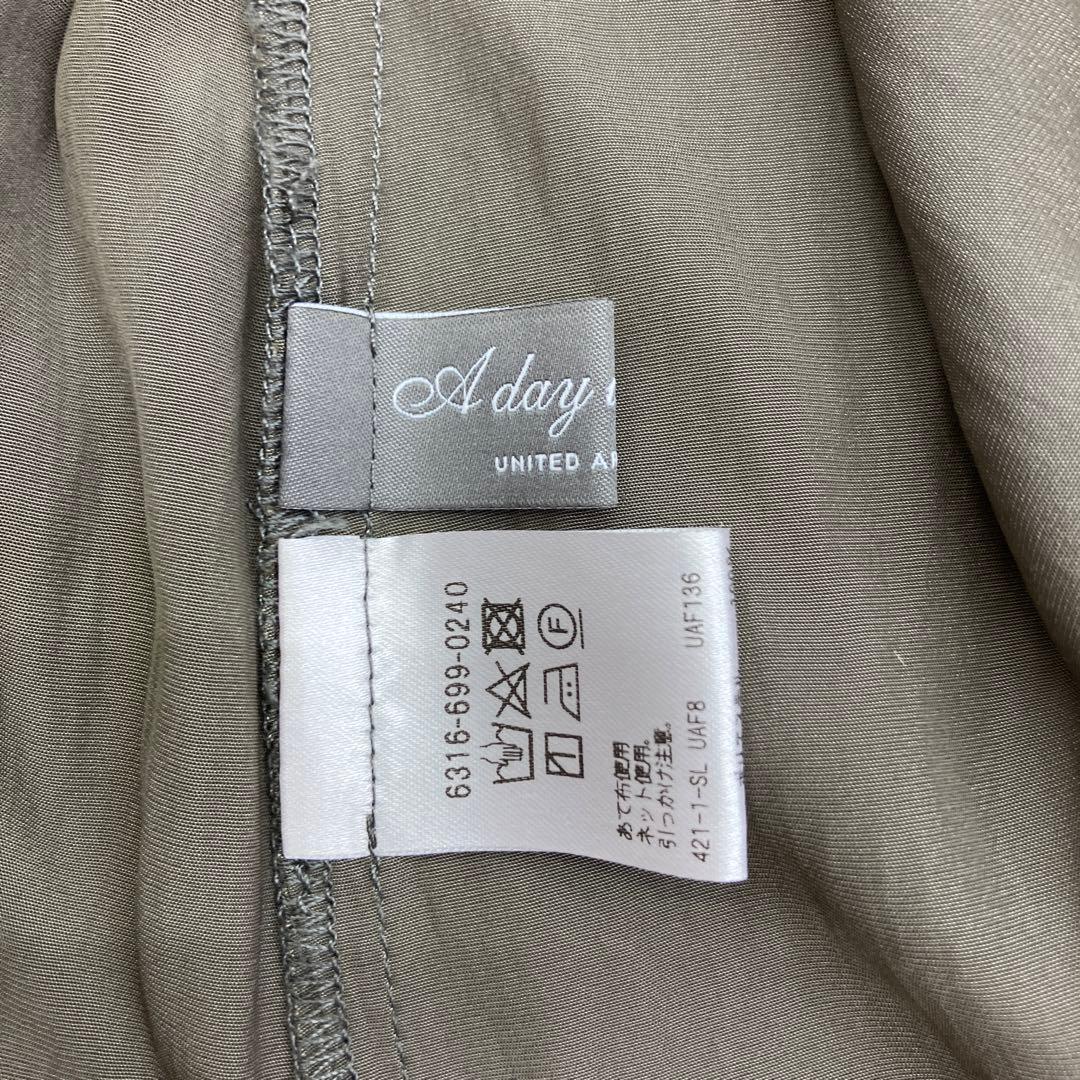 A day
UNITED
6316-699-0240
F
あて布使用
ネット使用。
引っかけ注意。
421-1-SL UAF8 UAF136